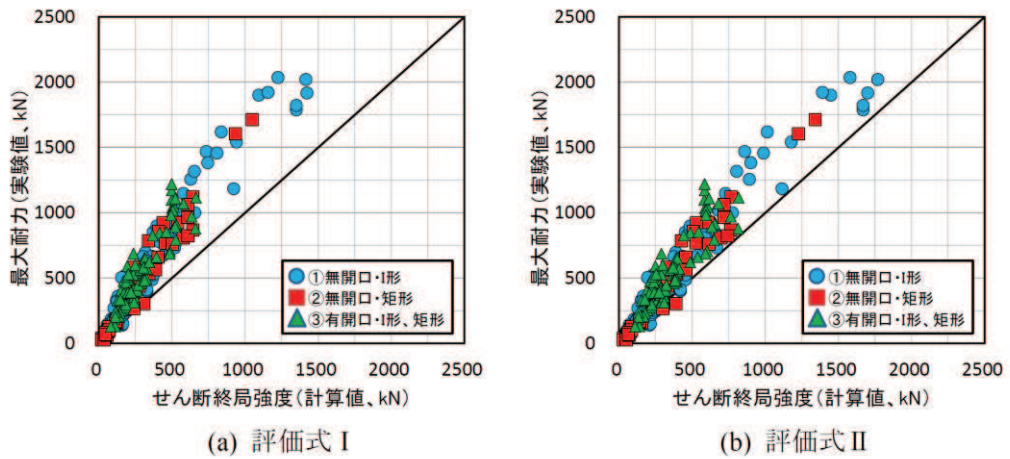 2500
2000
1500
1000
500
0
最大耐力(実験値、kN)
①無開口・I形
②無開口・矩形
③有開口・I形、矩形
0 500 1000 1500 2000 2500
せん断終局強度(計算値、kN)
(a) 評価式 I
2500
2000
1500
1000
500
0
最大耐力(実験値、kN)
①無開口・I形
②無開口・矩形
③有開口・I形、矩形
0 500 1000 1500 2000 2500
せん断終局強度(計算値、kN)
(b) 評価式 II